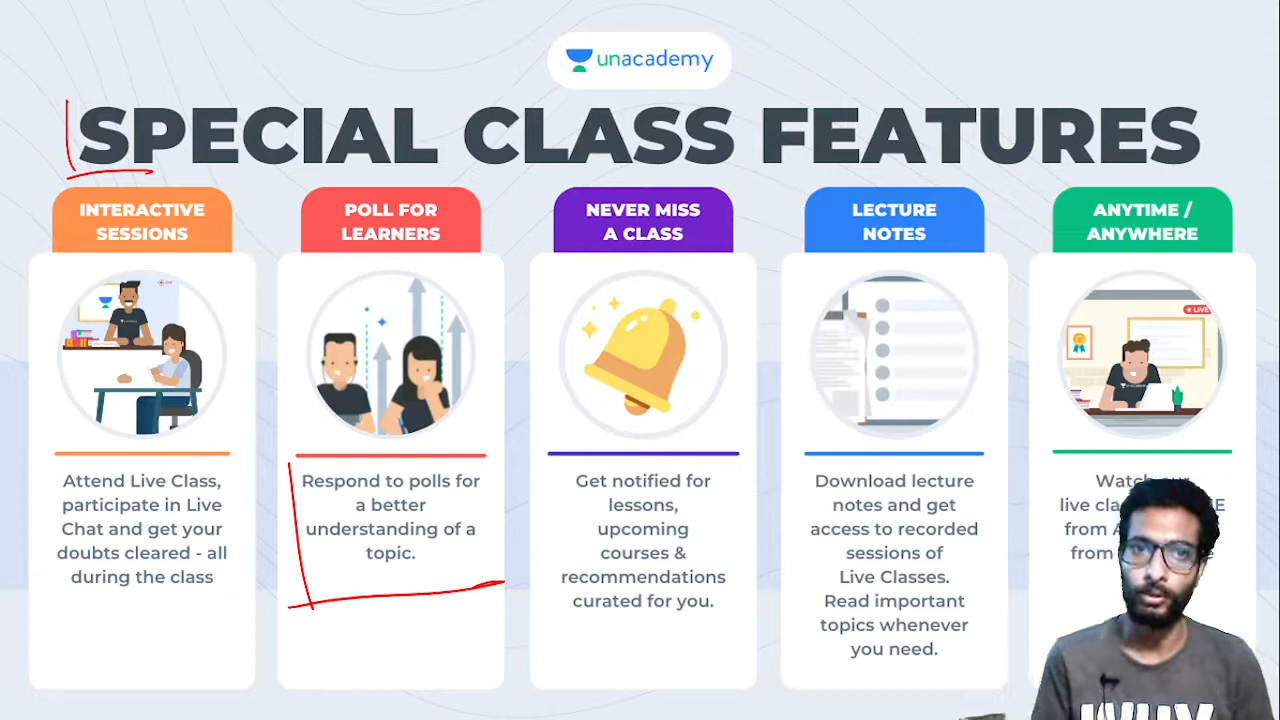 unacademy
SPECIAL CLASS FEATURES
INTERACTIVE
SESSIONS
Attend Live Class,
participate in Live
Chat and get your
doubts cleared - all
during the class
POLL FOR
LEARNERS
Respond to polls for
a better
understanding of a
topic.
NEVER MISS
A CLASS
Get notified for
lessons,
upcoming
courses &
recommendations
curated for you.
LECTURE
NOTES
Download lecture
notes and get
access to recorded
sessions of
Live Classes.
Read important
topics whenever
you need.
ANYTIME /
ANYWHERE
LIVE
unacademy
Watch our
live
from
from